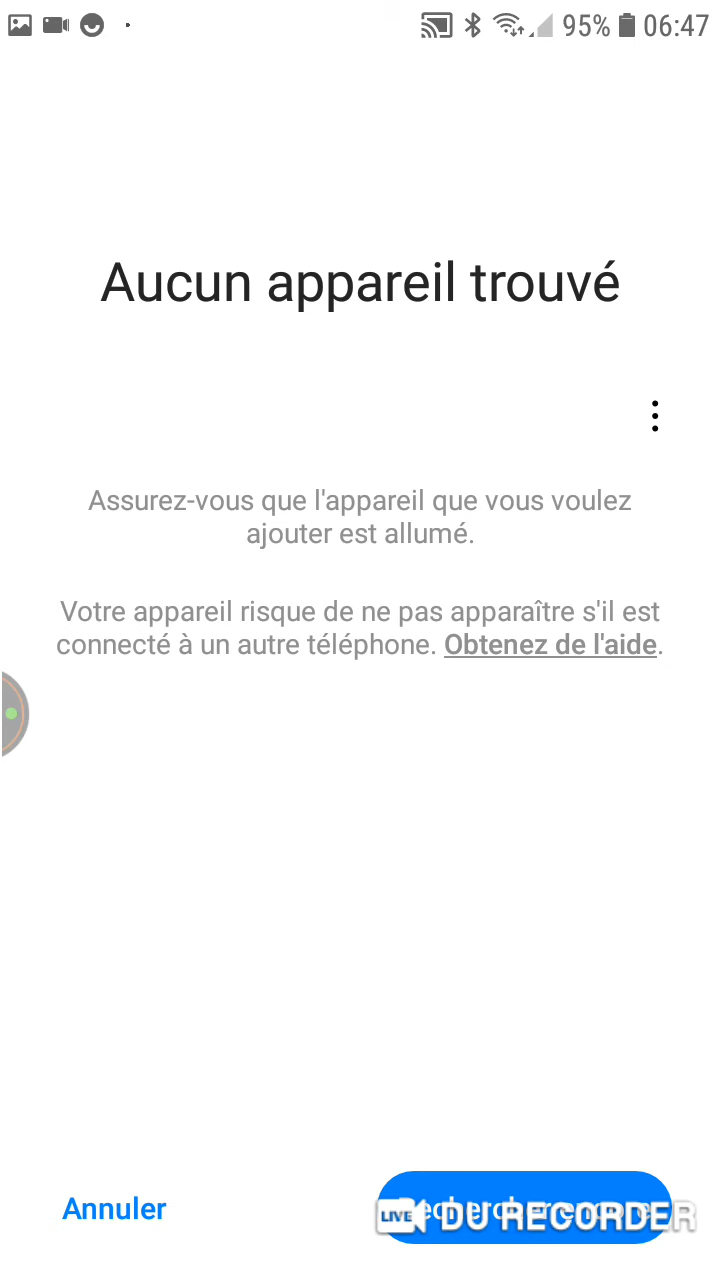 95% 06:47
Aucun appareil trouvé
Assurez-vous que l'appareil que vous voulez
ajouter est allumé.
Votre appareil risque de ne pas apparaître s'il est
connecté à un autre téléphone. Obtenez de l'aide.
Annuler
LIVE DU RECORDER